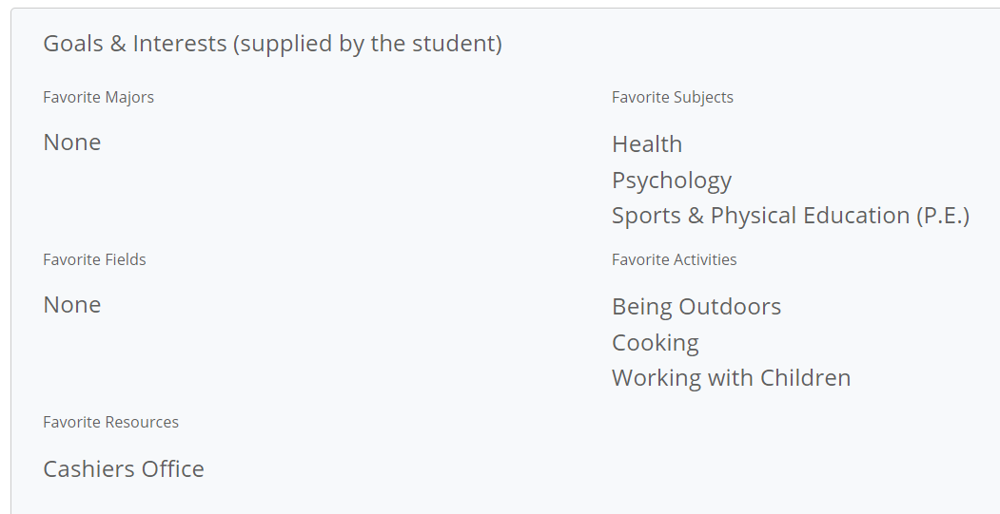 Goals & Interests (supplied by the student)
Favorite Majors
None
Favorite Subjects
Health
Psychology
Sports & Physical Education (P.E.)
Favorite Fields
None
Favorite Activities
Being Outdoors
Cooking
Working with Children
Favorite Resources
Cashiers Office